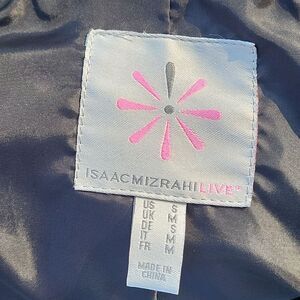 ISAACMIZRAHILIVE®
US S
UK M
DE S
IT M
FR M
MADE IN
CHINA